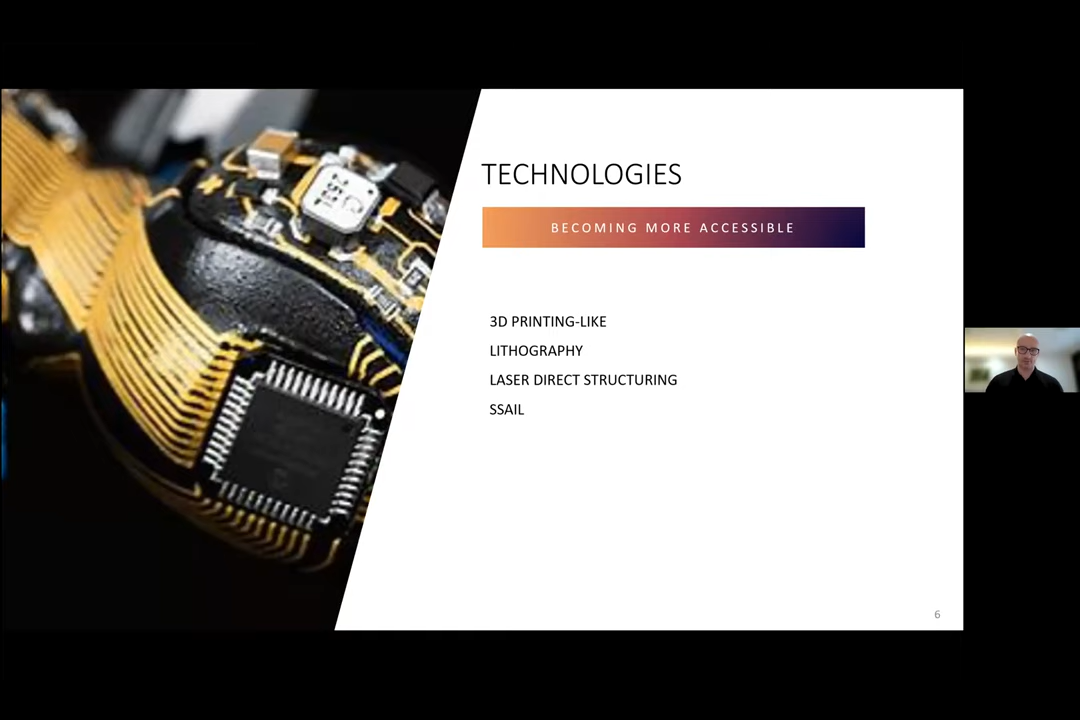 TECHNOLOGIES
BECOMING MORE ACCESSIBLE
3D PRINTING-LIKE
LITHOGRAPHY
LASER DIRECT STRUCTURING
SSAIL
6